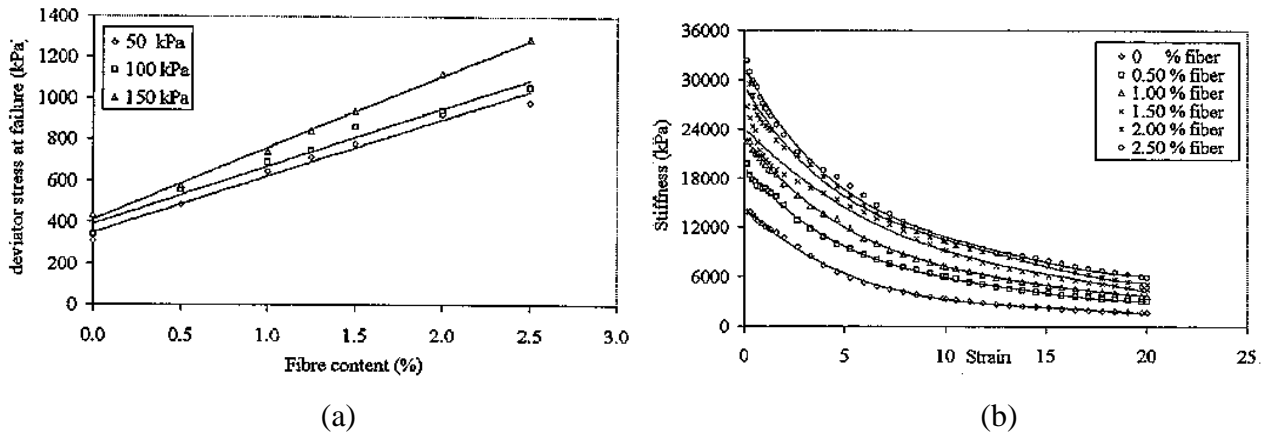 1400
1200
1000
800
600
400
200
0
deviator stress at failure (kPa)
50 kPa
100 kPa
150 kPa
0.0 0.5 1.0 1.5 2.0 2.5 3.0
Fibre content (%)
(a)
36000
30000
24000
18000
12000
6000
0
Stiffness (kPa)
0 % fiber
0.50 % fiber
1.00 % fiber
1.50 % fiber
2.00 % fiber
2.50 % fiber
0 5 10 15 20 25
Strain
(b)